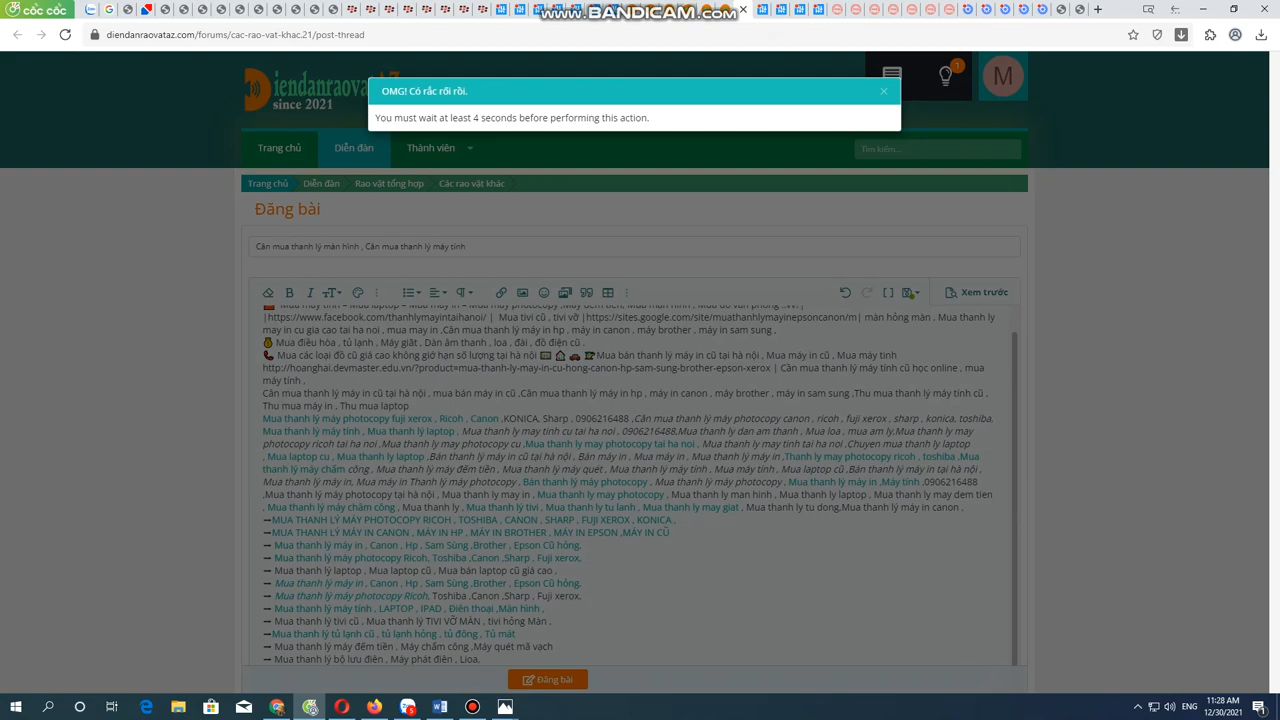 www.BANDICAM.com
cốc cốc
diendanraovataz.com/forums/cac-rao-vat-khac.21/post-thread
diendanraovataz
since 2021
1
M
OMG! Có rắc rối rồi.
You must wait at least 4 seconds before performing this action.
Trang chủ
Diễn đàn
Thành viên
Tìm kiếm...
Trang chủ
Diễn đàn
Rao vặt tổng hợp
Các rao vặt khác
Đăng bài
Cần mua thanh lý màn hình , Cần mua thanh lý máy tính
Xem trước
|https://www.facebook.com/thanhlymayintaihanoi/ | Mua tivi cũ , tivi vỡ |https://sites.google.com/site/muathanhlymayinepsoncanon/m| màn hỏng màn , Mua thanh ly
may in cu gia cao tai ha noi , mua may in ,Cần mua thanh lý máy in hp , máy in canon , máy brother , máy in sam sung ,
Mua điều hòa , tủ lạnh , Máy giặt , Dàn âm thanh , loa , đài , đồ điện cũ .
Mua các loại đồ cũ giá cao không giớ hạn số lượng tại hà nội Mua bán thanh lý máy in cũ tại hà nội , Mua máy in cũ , Mua máy tính
http://hoanghai.devmaster.edu.vn/?product=mua-thanh-ly-may-in-cu-hong-canon-hp-sam-sung-brother-epson-xerox | Cần mua thanh lý máy tính cũ học online , mua
máy tính ,
Cần mua thanh lý máy in cũ tại hà nội , mua bán máy in cũ ,Cần mua thanh lý máy in hp , máy in canon , máy brother , máy in sam sung ,Thu mua thanh lý máy tính cũ ,
Thu mua máy in , Thu mua laptop
Mua thanh lý máy photocopy fuji xerox , Ricoh , Canon ,KONICA, Sharp , 0906216488 ,Cần mua thanh lý máy photocopy canon , ricoh , fuji xerox , sharp , konica, toshiba,
Mua thanh lý máy tính , Mua thanh lý laptop , Mua thanh ly may tinh cu tai ha noi , 0906216488,Mua thanh ly dan am thanh , Mua loa , mua am ly,Mua thanh ly may
photocopy ricoh tai ha noi ,Mua thanh ly may photocopy cu ,Mua thanh ly may photocopy tai ha noi , Mua thanh ly may tinh tai ha noi ,Chuyen mua thanh ly laptop
, Mua laptop cu , Mua thanh ly laptop ,Bán thanh lý máy in cũ tại hà nội , Bán máy in , Mua máy in , Mua thanh lý máy in ,Thanh ly may photocopy ricoh , toshiba ,Mua
thanh lý máy chấm công , Mua thanh lý máy đếm tiền , Mua thanh lý máy quét , Mua thanh lý máy tính , Mua máy tính , Mua laptop cũ ,Bán thanh lý máy in tại hà nội ,
Mua thanh lý máy in, Mua máy in Thanh lý máy photocopy , Bán thanh lý máy photocopy , Mua thanh lý máy photocopy , Mua thanh lý máy in ,Máy tính ,0906216488
,Mua thanh lý máy photocopy tại hà nội , Mua thanh ly may in , Mua thanh ly may photocopy , Mua thanh ly man hinh , Mua thanh ly laptop , Mua thanh ly may dem tien
, Mua thanh lý máy chấm công , Mua thanh ly , Mua thanh lý tivi , Mua thanh ly tu lanh , Mua thanh ly may giat , Mua thanh ly tu dong,Mua thanh lý máy in canon ,
➞MUA THANH LÝ MÁY PHOTOCOPY RICOH , TOSHIBA , CANON , SHARP , FUJI XEROX , KONICA ,
➞MUA THANH LÝ MÁY IN CANON , MÁY IN HP , MÁY IN BROTHER , MÁY IN EPSON ,MÁY IN CŨ
➞ Mua thanh lý máy in , Canon , Hp , Sam Sùng ,Brother , Epson Cũ hỏng,
➞ Mua thanh lý máy photocopy Ricoh, Toshiba ,Canon ,Sharp , Fuji xerox,
➞ Mua thanh lý laptop , Mua laptop cũ , Mua bán laptop cũ giá cao ,
➞ Mua thanh lý máy in , Canon , Hp , Sam Sùng ,Brother , Epson Cũ hỏng,
➞ Mua thanh lý máy photocopy Ricoh, Toshiba ,Canon ,Sharp , Fuji xerox,
➞ Mua thanh lý máy tính , LAPTOP , IPAD , Điện thoại ,Màn hình ,
➞ Mua thanh lý tivi cũ , Mua thanh lý TIVI VỠ MÀN , tivi hỏng Màn ,
➞Mua thanh lý tủ lạnh cũ , tủ lạnh hỏng , tủ đông , Tủ mát
➞ Mua thanh lý máy đếm tiền , Máy chấm công ,Máy quét mã vạch
➞ Mua thanh lý bộ lưu điện , Máy phát điện , Lioa,
Đăng bài
ENG
11:28 AM
12/30/2021